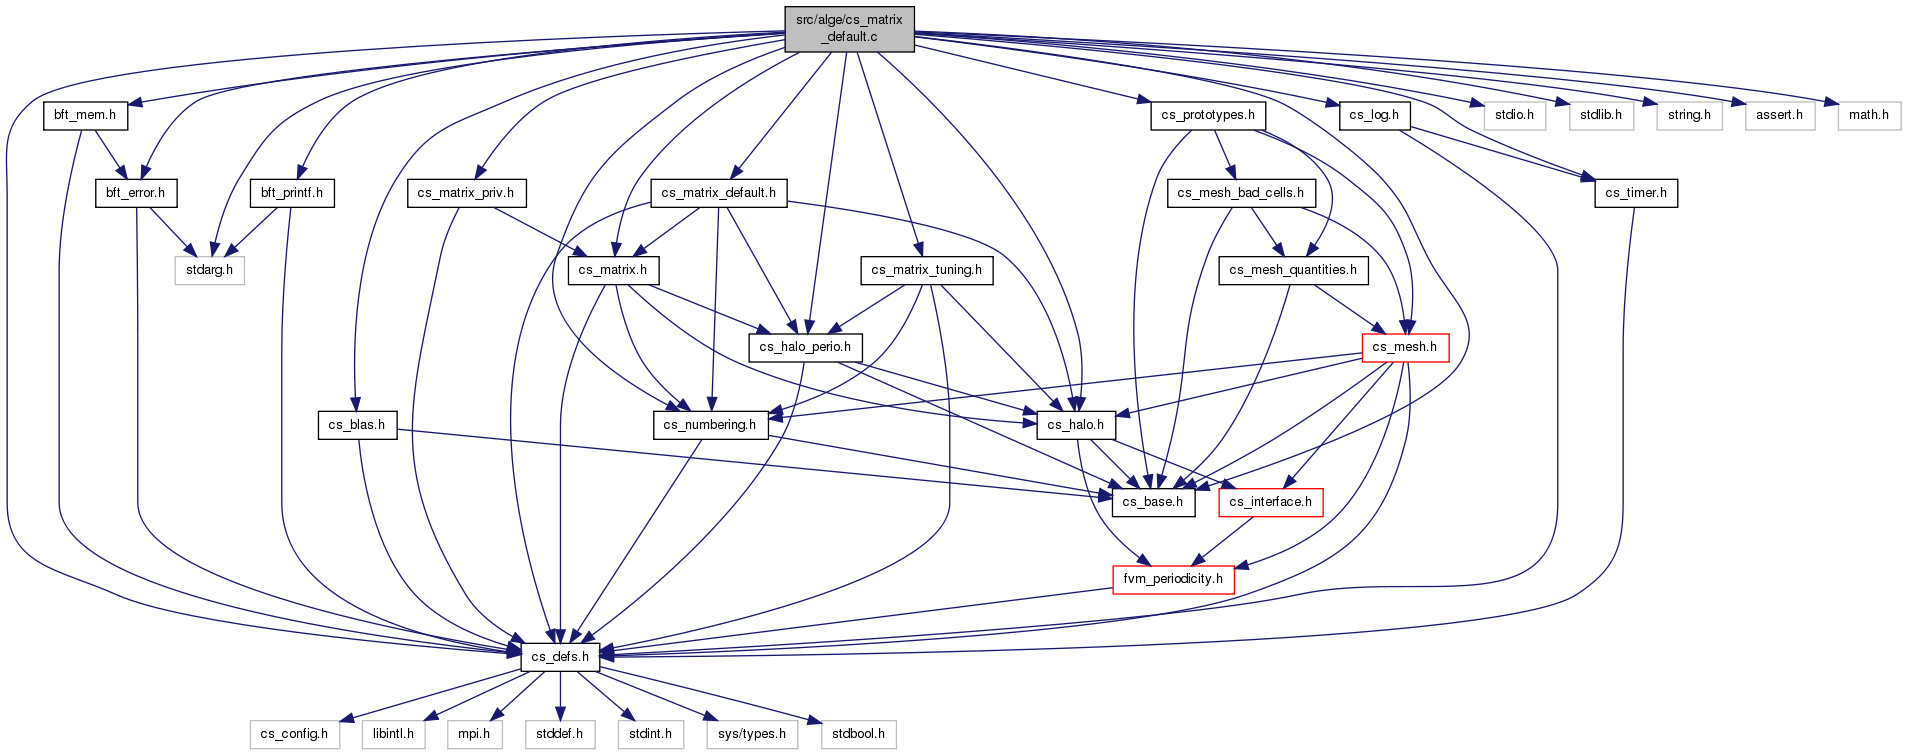 src/alge/cs_matrix
_default.c
bft_mem.h
cs_prototypes.h
cs_log.h
stdio.h
stdlib.h
string.h
assert.h
math.h
bft_error.h
bft_printf.h
cs_matrix_priv.h
cs_matrix_default.h
cs_mesh_bad_cells.h
cs_timer.h
stdarg.h
cs_matrix.h
cs_matrix_tuning.h
cs_mesh_quantities.h
cs_halo_perio.h
cs_mesh.h
cs_blas.h
cs_numbering.h
cs_halo.h
cs_base.h
cs_interface.h
fvm_periodicity.h
cs_defs.h
cs_config.h
libintl.h
mpi.h
stddef.h
stdint.h
sys/types.h
stdbool.h